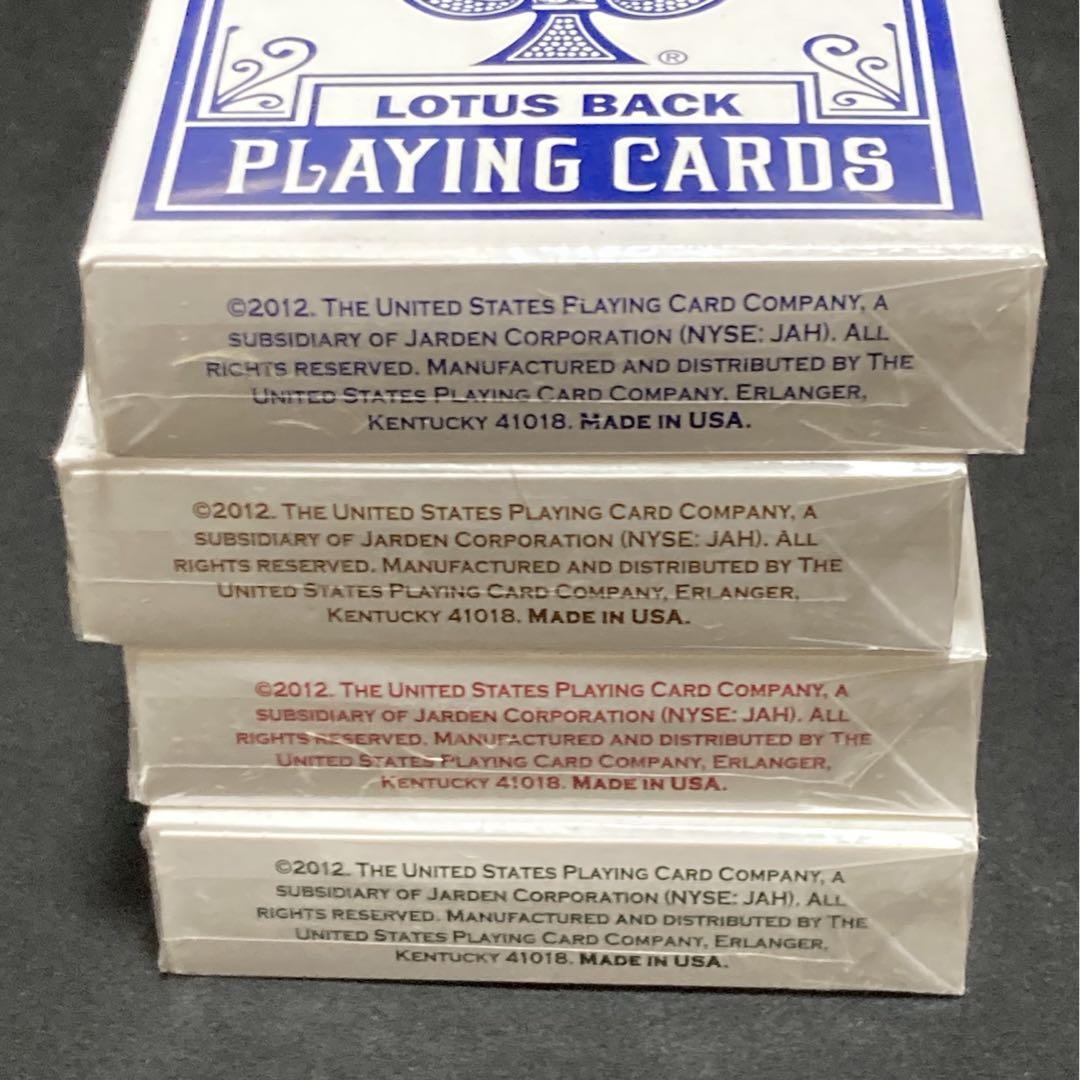 ®
LOTUS BACK
PLAYING CARDS
©2012. THE UNITED STATES PLAYING CARD COMPANY, A
SUBSIDIARY OF JARDEN CORPORATION (NYSE: JAH). ALL
RIGHTS RESERVED. MANUFACTURED AND DISTRIBUTED BY THE
UNITED STATES PLAYING CARD COMPANY, ERLANGER,
KENTUCKY 41018. MADE IN USA.
©2012. THE UNITED STATES PLAYING CARD COMPANY, A
SUBSIDIARY OF JARDEN CORPORATION (NYSE: JAH). ALL
RIGHTS RESERVED. MANUFACTURED AND DISTRIBUTED BY THE
UNITED STATES PLAYING CARD COMPANY, ERLANGER,
KENTUCKY 41018. MADE IN USA.
©2012. THE UNITED STATES PLAYING CARD COMPANY, A
SUBSIDIARY OF JARDEN CORPORATION (NYSE: JAH). ALL
RIGHTS RESERVED. MANUFACTURED AND DISTRIBUTED BY THE
UNITED STATES PLAYING CARD COMPANY, ERLANGER,
KENTUCKY 41018. MADE IN USA.
©2012. THE UNITED STATES PLAYING CARD COMPANY, A
SUBSIDIARY OF JARDEN CORPORATION (NYSE: JAH). ALL
RIGHTS RESERVED. MANUFACTURED AND DISTRIBUTED BY THE
UNITED STATES PLAYING CARD COMPANY, ERLANGER,
KENTUCKY 41018. MADE IN USA.